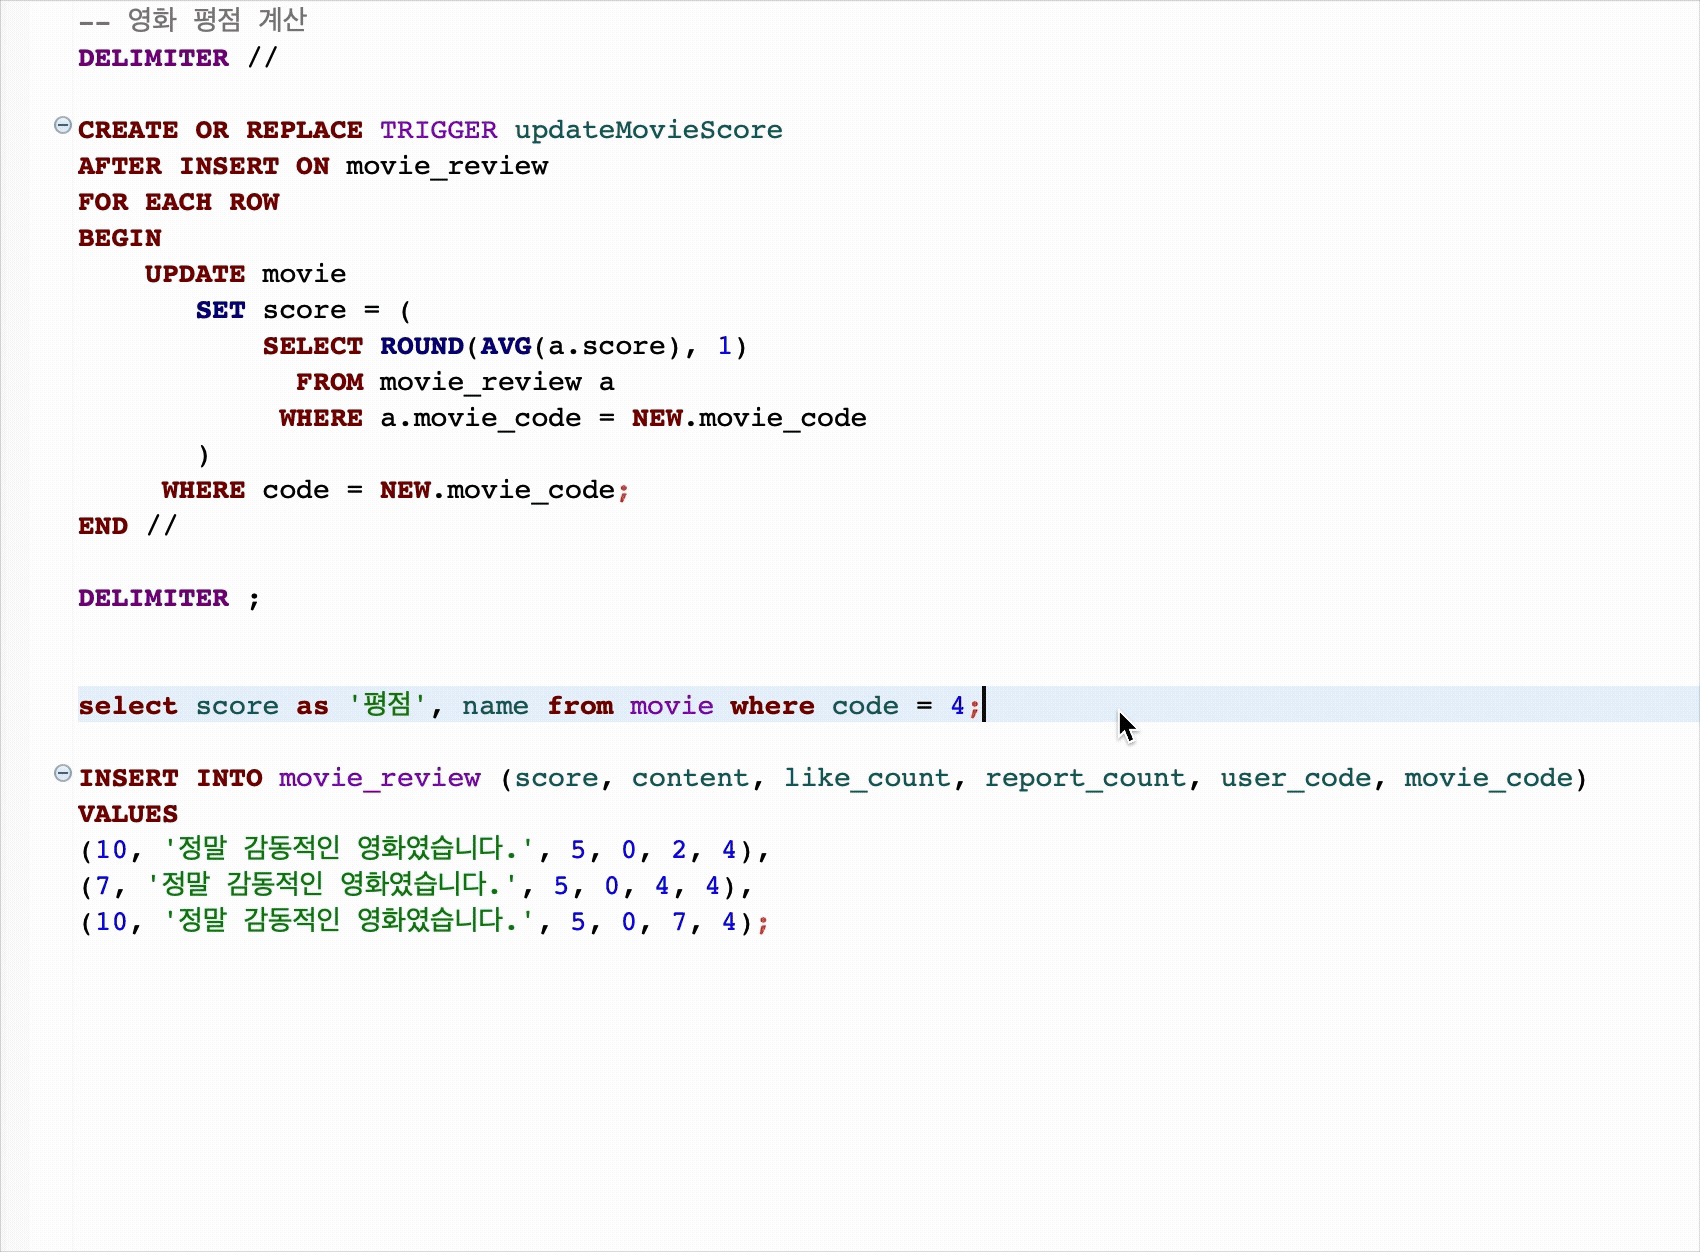 -- 영화 평점 계산
DELIMITER //
CREATE OR REPLACE TRIGGER updateMovieScore
AFTER INSERT ON movie_review
FOR EACH ROW
BEGIN
UPDATE movie
SET score = (
SELECT ROUND(AVG(a.score), 1)
FROM movie_review a
WHERE a.movie_code = NEW.movie_code
)
WHERE code = NEW.movie_code;
END //
DELIMITER ;
select score as '평점', name from movie where code = 4;
INSERT INTO movie_review (score, content, like_count, report_count, user_code, movie_code)
VALUES
(10, '정말 감동적인 영화였습니다.', 5, 0, 2, 4),
(7, '정말 감동적인 영화였습니다.', 5, 0, 4, 4),
(10, '정말 감동적인 영화였습니다.', 5, 0, 7, 4);